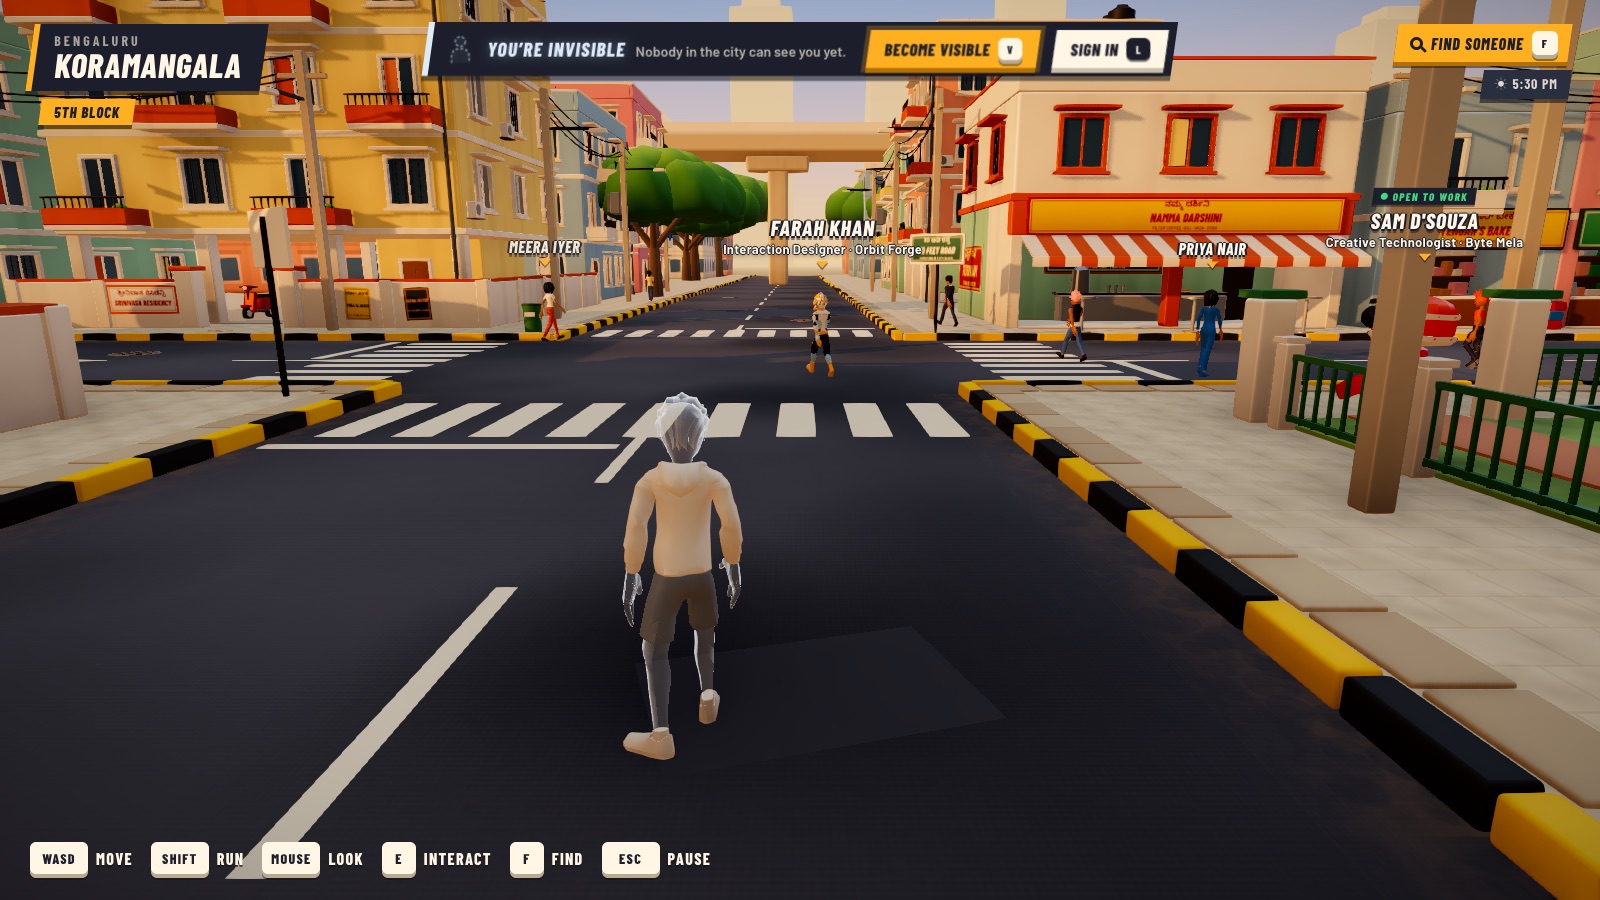 BENGALURU
KORAMANGALA
5TH BLOCK
YOU'RE INVISIBLE
Nobody in the city can see you yet.
BECOME VISIBLE V
SIGN IN L
FIND SOMEONE F
5:30 PM
MEERA IYER
FARAH KHAN
Interaction Designer · Orbit Forge
PRIYA NAIR
OPEN TO WORK
SAM D'SOUZA
Creative Technologist · Byte Mela
NAMMA DARSHINI
SRINIVASA RESIDENCY
WASD MOVE
SHIFT RUN
MOUSE LOOK
E INTERACT
F FIND
ESC PAUSE